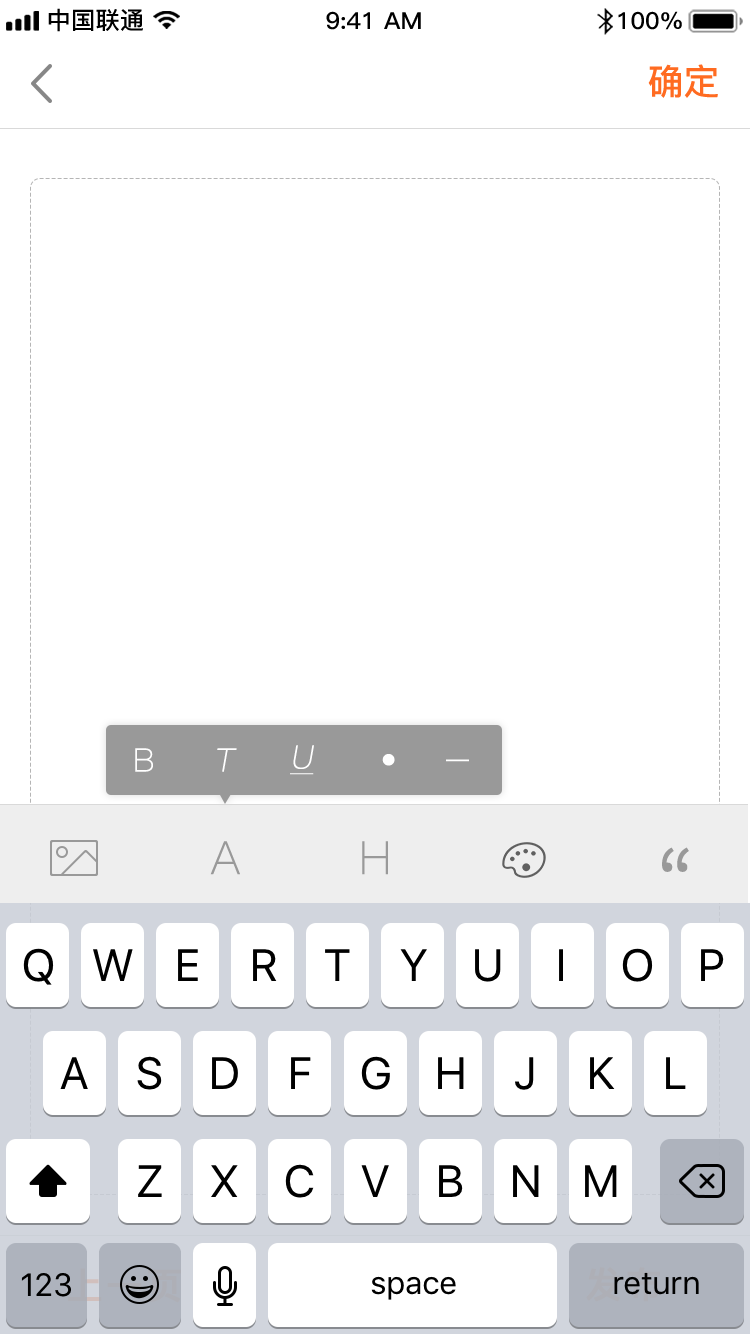 中国联通 9:41 AM 100%
确定
B T U • —
A H “
Q W E R T Y U I O P
A S D F G H J K L
Z X C V B N M
123 space return